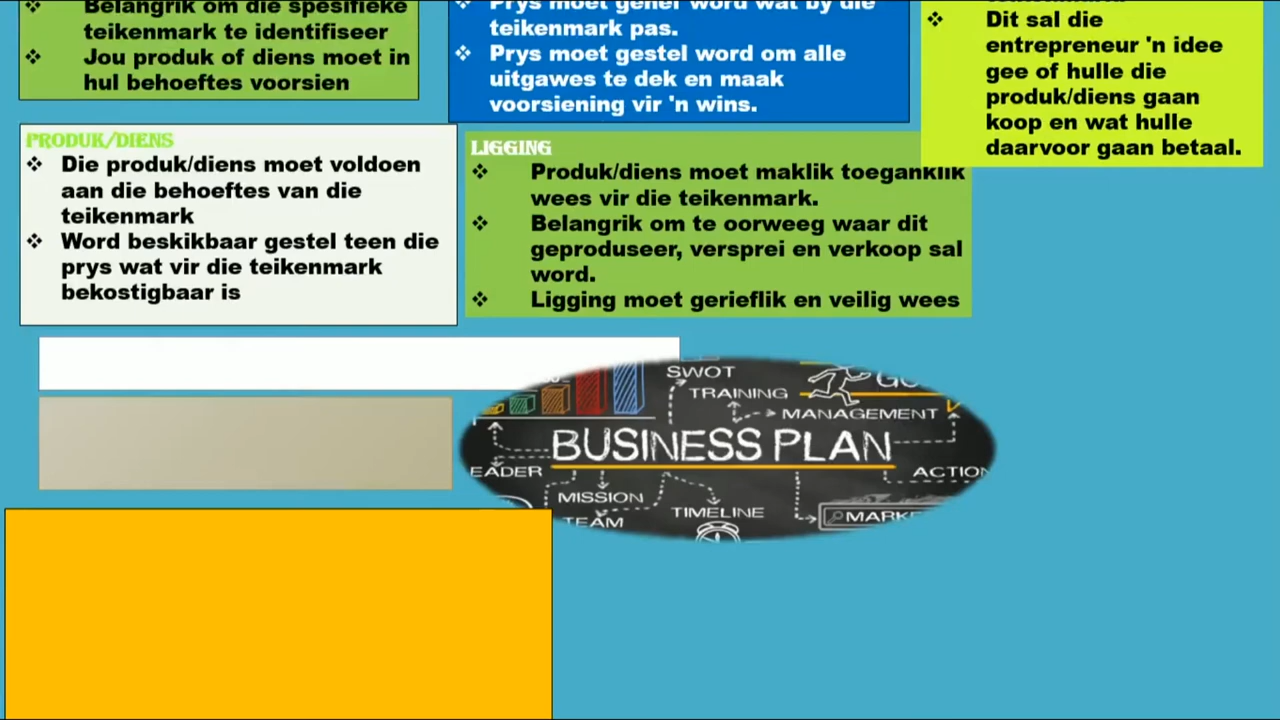 Belangrik om die spesifieke
teikenmark te identifiseer
❖ Jou produk of diens moet in
hul behoeftes voorsien
Prys moet gehef word wat by die
teikenmark pas.
❖ Prys moet gestel word om alle
uitgawes te dek en maak
voorsiening vir 'n wins.
❖ Dit sal die
entrepreneur 'n idee
gee of hulle die
produk/diens gaan
koop en wat hulle
daarvoor gaan betaal.
PRODUK/DIENS
❖ Die produk/diens moet voldoen
aan die behoeftes van die
teikenmark
❖ Word beskikbaar gestel teen die
prys wat vir die teikenmark
bekostigbaar is
LIGGING
❖ Produk/diens moet maklik toeganklik
wees vir die teikenmark.
❖ Belangrik om te oorweeg waar dit
geproduseer, versprei en verkoop sal
word.
❖ Ligging moet gerieflik en veilig wees
SWOT
TRAINING
MANAGEMENT
BUSINESS PLAN
EADER
ACTION
MISSION
TIMELINE
TEAM
MARKE